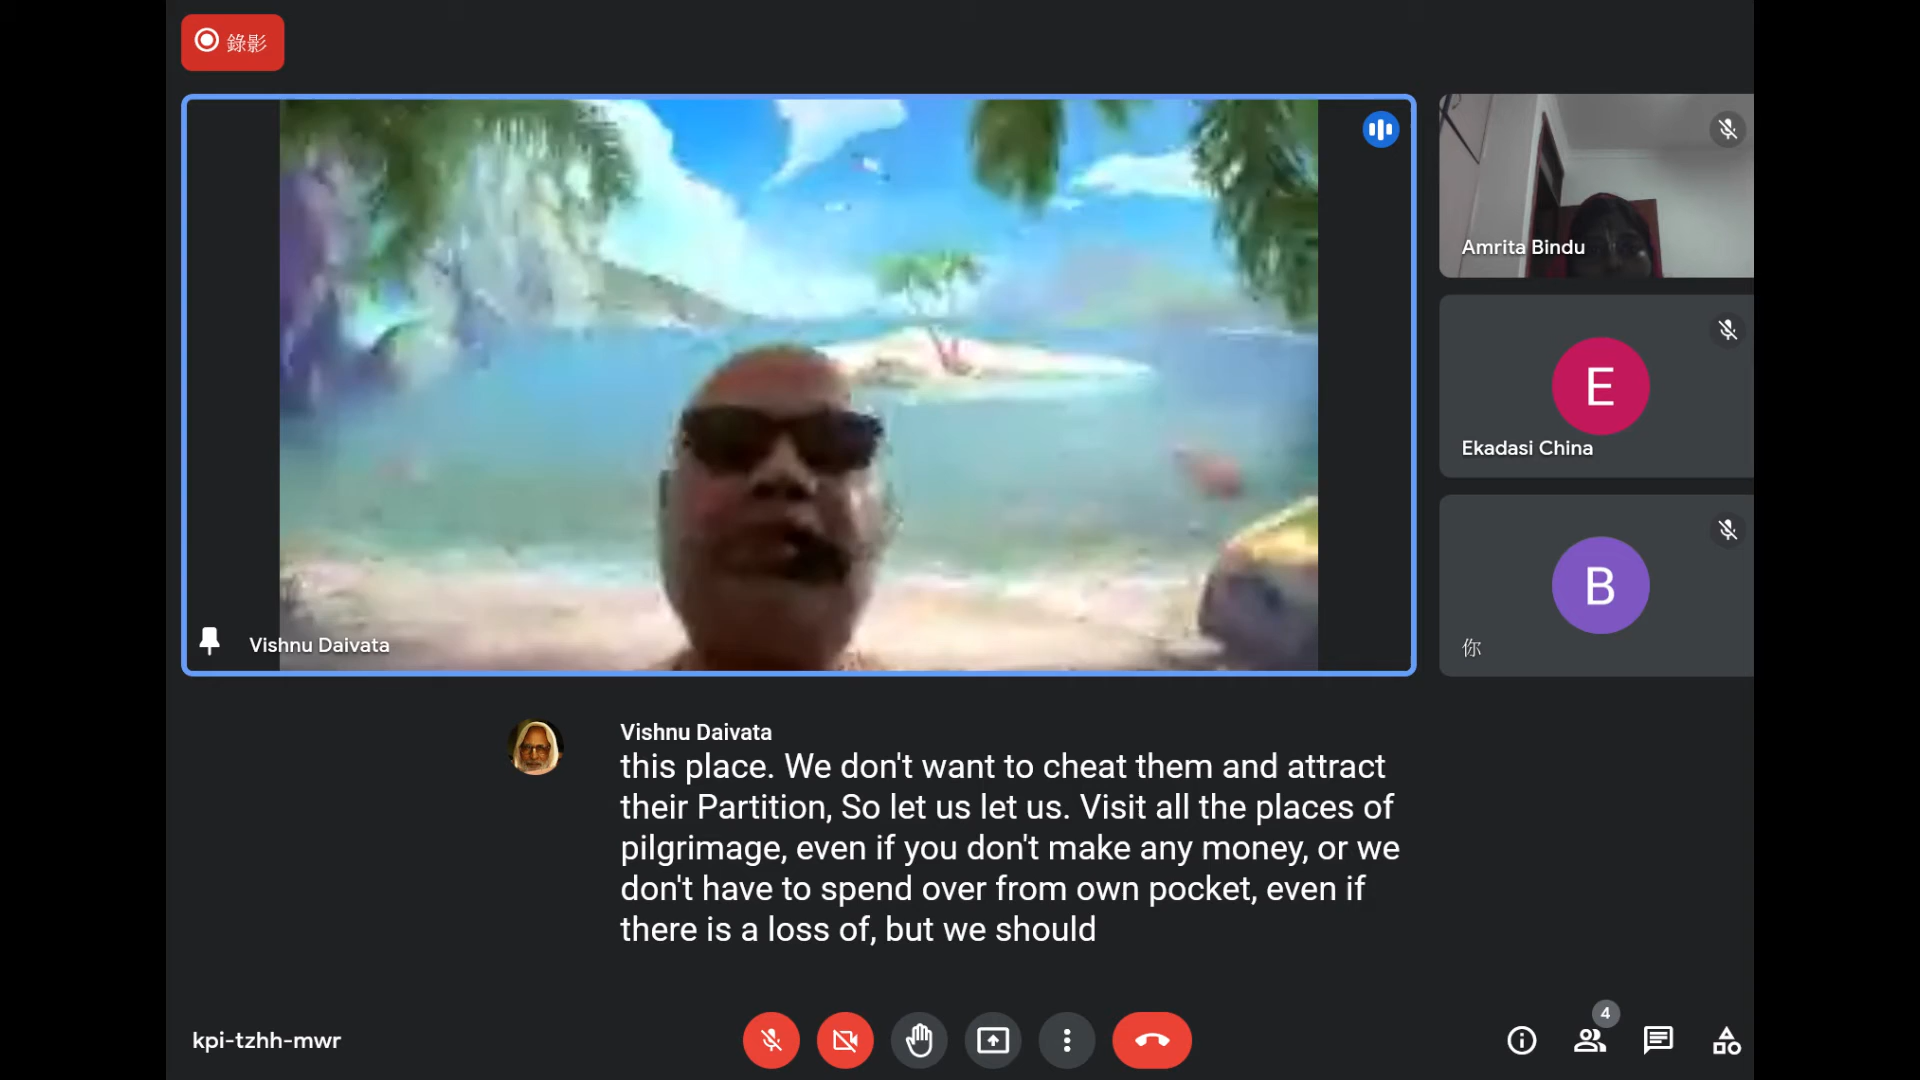 錄影
Amrita Bindu
E
Ekadasi China
B
你
Vishnu Daivata
Vishnu Daivata
this place. We don't want to cheat them and attract
their Partition, So let us let us. Visit all the places of
pilgrimage, even if you don't make any money, or we
don't have to spend over from own pocket, even if
there is a loss of, but we should
kpi-tzhh-mwr
4